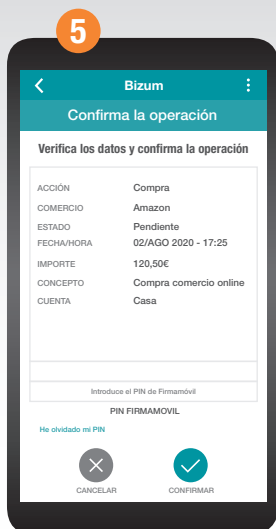 5
Bizum
Confirma la operación
Verifica los datos y confirma la operación
ACCIÓN Compra
COMERCIO Amazon
ESTADO Pendiente
FECHA/HORA 02/AGO 2020 - 17:25
IMPORTE 120,50€
CONCEPTO Compra comercio online
CUENTA Casa
Introduce el PIN de Firmamóvil
PIN FIRMAMOVIL
He olvidado mi PIN
CANCELAR CONFIRMAR